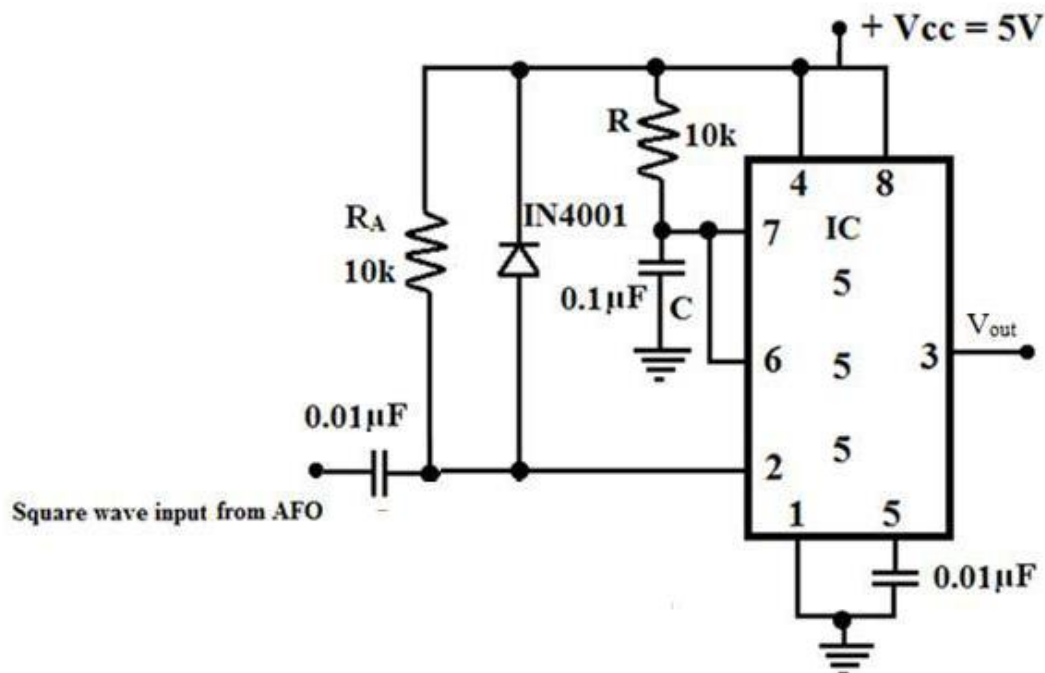 + Vcc = 5V
R
10k
4
8
RA
10k
IN4001
7
IC
5
5
5
0.1µF
C
6
3
Vout
0.01µF
2
Square wave input from AFO
1
5
0.01µF